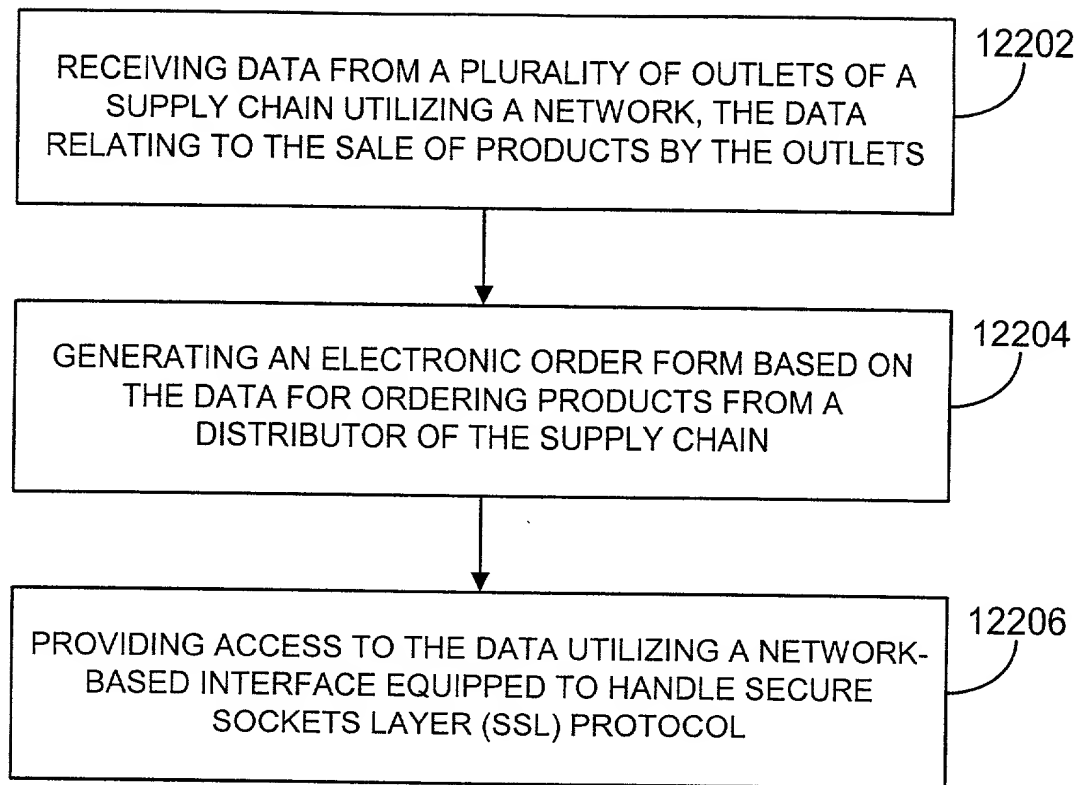 12202
RECEIVING DATA FROM A PLURALITY OF OUTLETS OF A
SUPPLY CHAIN UTILIZING A NETWORK, THE DATA
RELATING TO THE SALE OF PRODUCTS BY THE OUTLETS
12204
GENERATING AN ELECTRONIC ORDER FORM BASED ON
THE DATA FOR ORDERING PRODUCTS FROM A
DISTRIBUTOR OF THE SUPPLY CHAIN
12206
PROVIDING ACCESS TO THE DATA UTILIZING A NETWORK-
BASED INTERFACE EQUIPPED TO HANDLE SECURE
SOCKETS LAYER (SSL) PROTOCOL